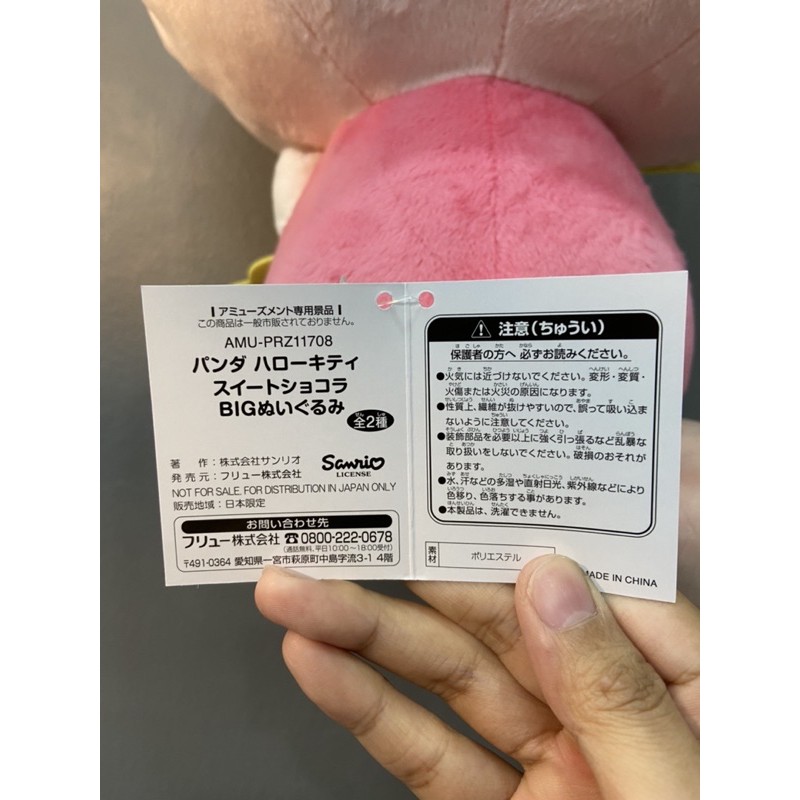 アミューズメント専用景品
この商品は一般市販されておりません。
AMU-PRZ11708
パンダ ハローキティ
スイートショコラ
BIGぬいぐるみ 全2種
著 作:株式会社サンリオ
発 売 元:フリュー株式会社
Sanrio
LICENSE
NOT FOR SALE. FOR DISTRIBUTION IN JAPAN ONLY
販売地域:日本限定
お問い合わせ先
フリュー株式会社 ☎0800-222-0678
(通話無料、平日10:00~18:00受付)
〒491-0364 愛知県一宮市萩原町中島字流3-1 4階
注意(ちゅうい)
保護者の方へ 必ずお読みください。
●火気には近づけないでください。変形・変質・
火傷または火災の原因になります。
●性質上、繊維が抜けやすいので、誤って吸い込ま
ないように注意してください。
●装飾部品を必要以上に強く引っ張るなど乱暴な
取り扱いをしないでください。破損のおそれが
あります。
●水、汗などの多湿や直射日光、紫外線などにより
色移り、色落ちする事があります。
●本製品は、洗濯できません。
素材 ポリエステル
MADE IN CHINA